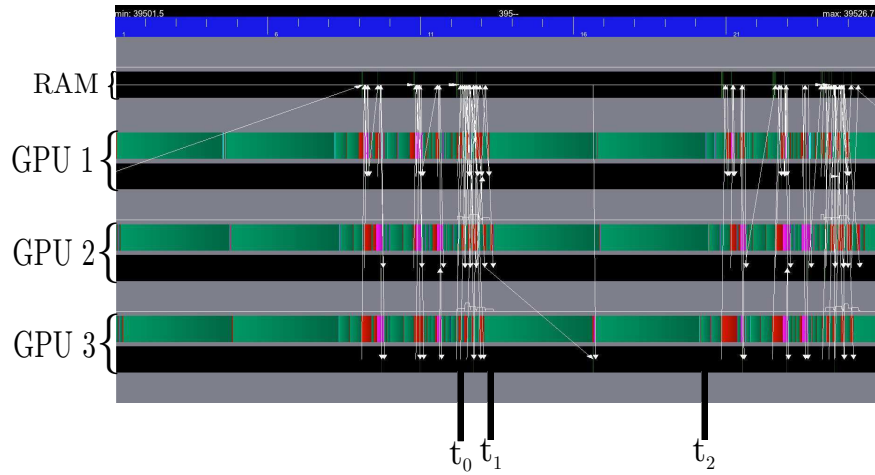 min: 39501.5 395-- max: 39526.7
1 6 11 16 21
RAM
GPU 1
GPU 2
GPU 3
t₀ t₁ t₂